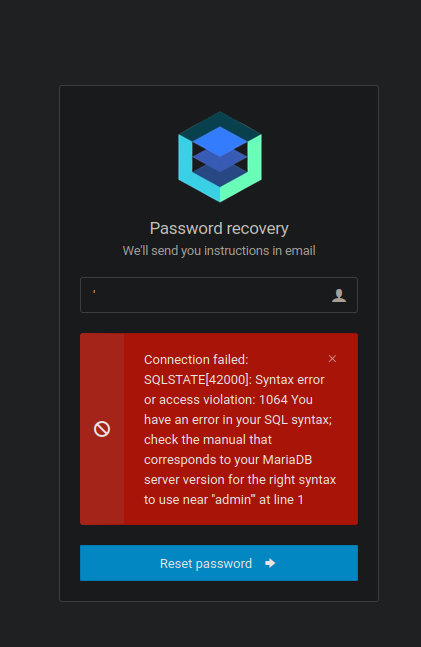 Password recovery
We'll send you instructions in email
'
Connection failed:
SQLSTATE[42000]: Syntax error
or access violation: 1064 You
have an error in your SQL syntax;
check the manual that
corresponds to your MariaDB
server version for the right syntax
to use near ''admin'' at line 1
Reset password